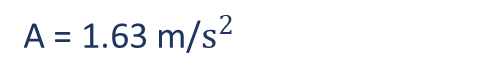 A = 1.63 m/s²